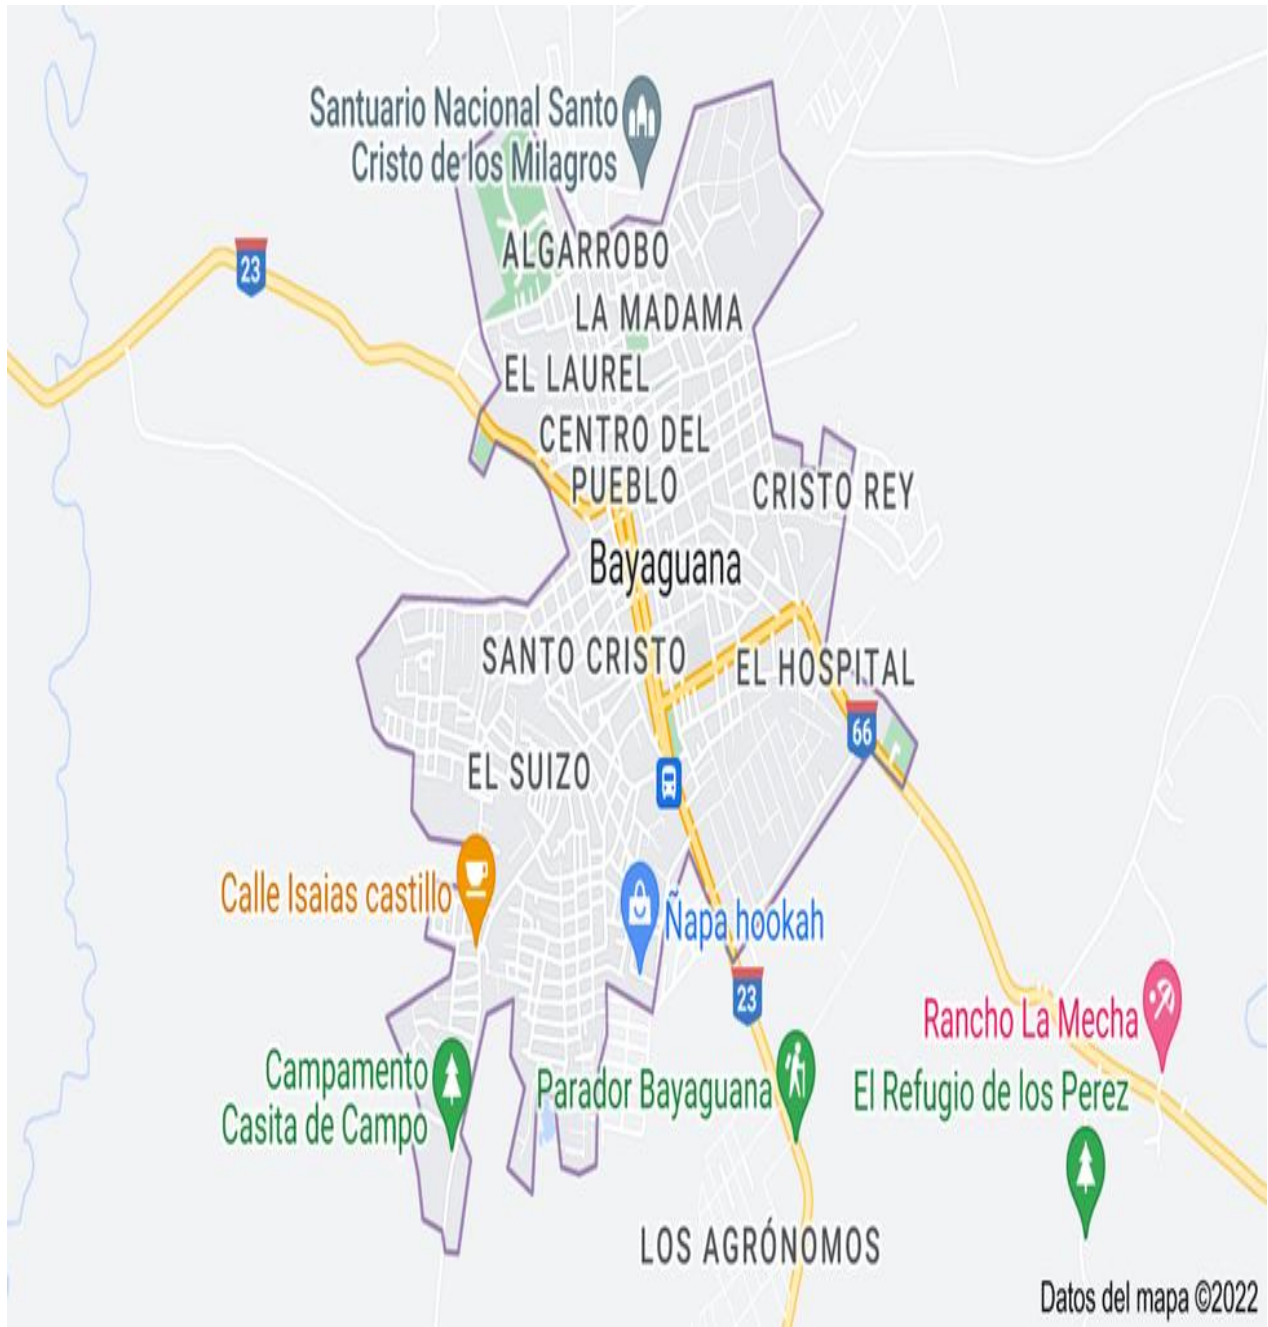 Santuario Nacional Santo
Cristo de los Milagros
ALGARROBO
23
LA MADAMA
EL LAUREL
CENTRO DEL
PUEBLO
CRISTO REY
Bayaguana
SANTO CRISTO
EL HOSPITAL
66
EL SUIZO
Calle Isaias castillo
Ñapa hookah
23
Rancho La Mecha
Campamento
Casita de Campo
Parador Bayaguana
El Refugio de los Perez
LOS AGRÓNOMOS
Datos del mapa ©2022